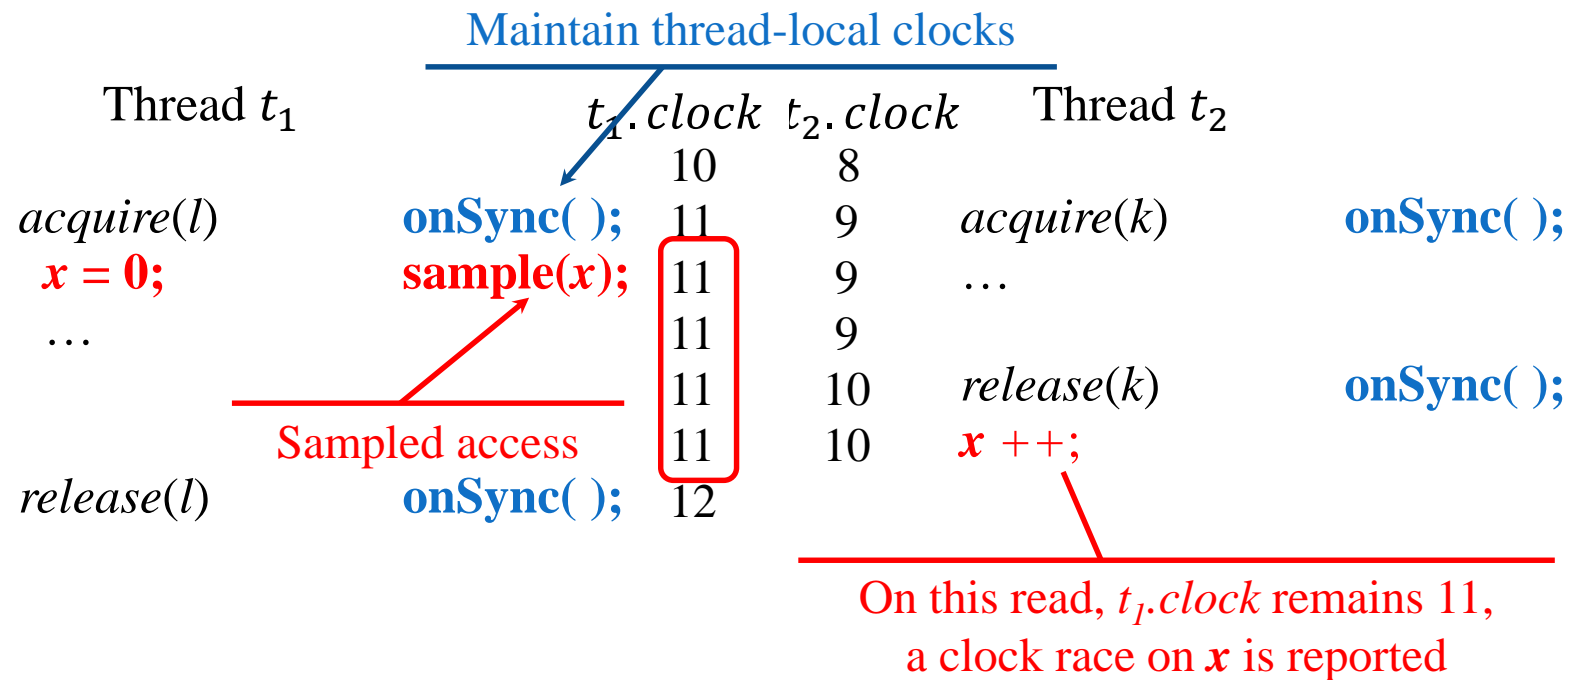 Maintain thread-local clocks
Thread t₁ t₁.clock t₂.clock Thread t₂
10 8
acquire(l) onSync( ); 11 9 acquire(k) onSync( );
x = 0; sample(x); 11 9 …
… 11 9
11 10 release(k) onSync( );
Sampled access 11 10 x ++;
release(l) onSync( ); 12
On this read, t₁.clock remains 11,
a clock race on x is reported